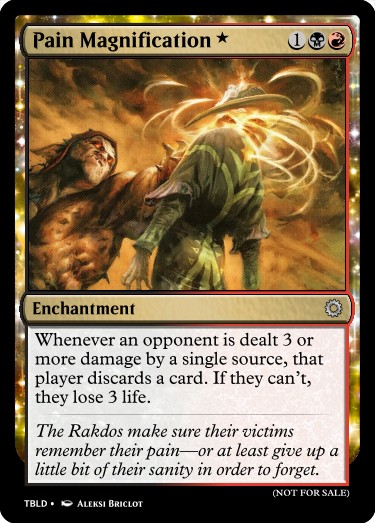 Pain Magnification ★ 1
Enchantment
Whenever an opponent is dealt 3 or
more damage by a single source, that
player discards a card. If they can't,
they lose 3 life.
The Rakdos make sure their victims
remember their pain—or at least give up a
little bit of their sanity in order to forget.
(NOT FOR SALE)
TBLD • Aleksi Briclot